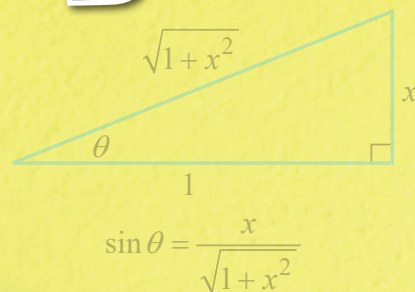 √(1 + x²)
x
θ
1
sin θ = x / √(1 + x²)